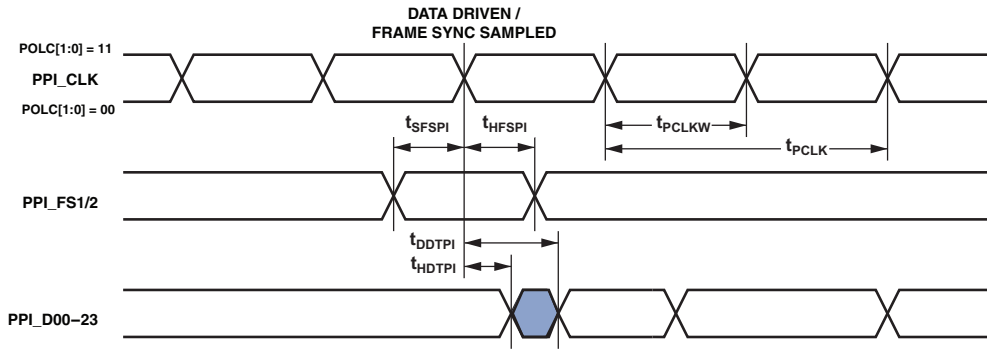 DATA DRIVEN /
FRAME SYNC SAMPLED
POLC[1:0] = 11
PPI_CLK
POLC[1:0] = 00
tSFSPI
tHFSPI
tPCLKW
tPCLK
PPI_FS1/2
tDDTPI
tHDTPI
PPI_D00–23